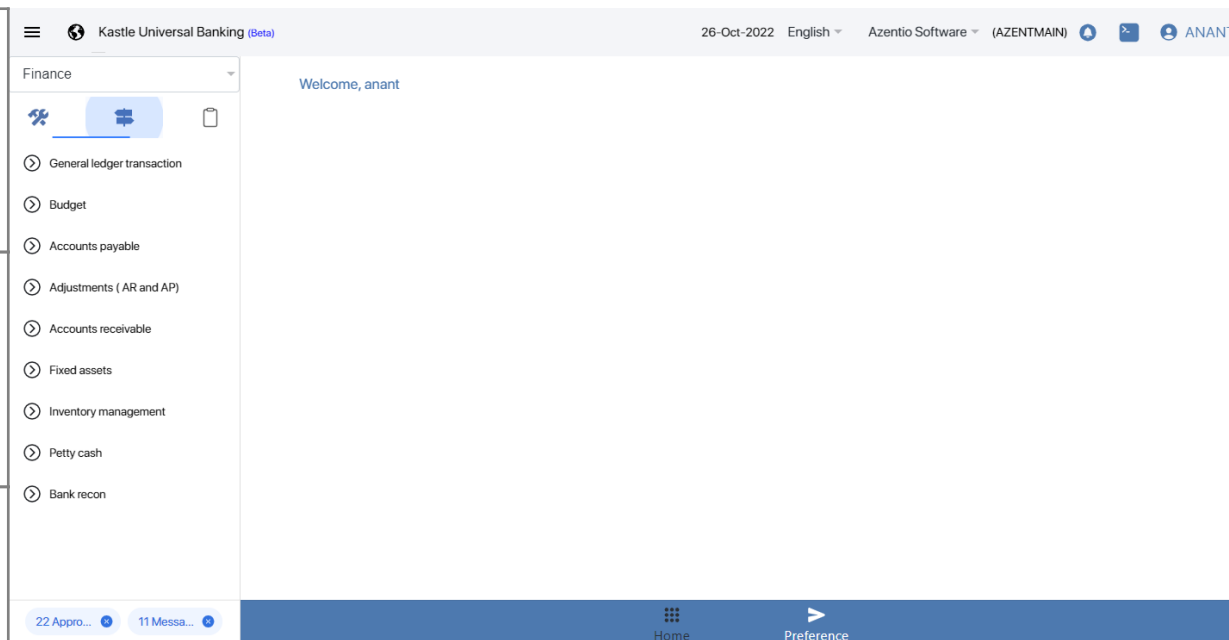 Kastle Universal Banking (Beta) 26-Oct-2022 English Azentio Software (AZENTMAIN) ANANT
Finance
Welcome, anant
General ledger transaction
Budget
Accounts payable
Adjustments ( AR and AP)
Accounts receivable
Fixed assets
Inventory management
Petty cash
Bank recon
22 Appro... 11 Messa...
Home Preference